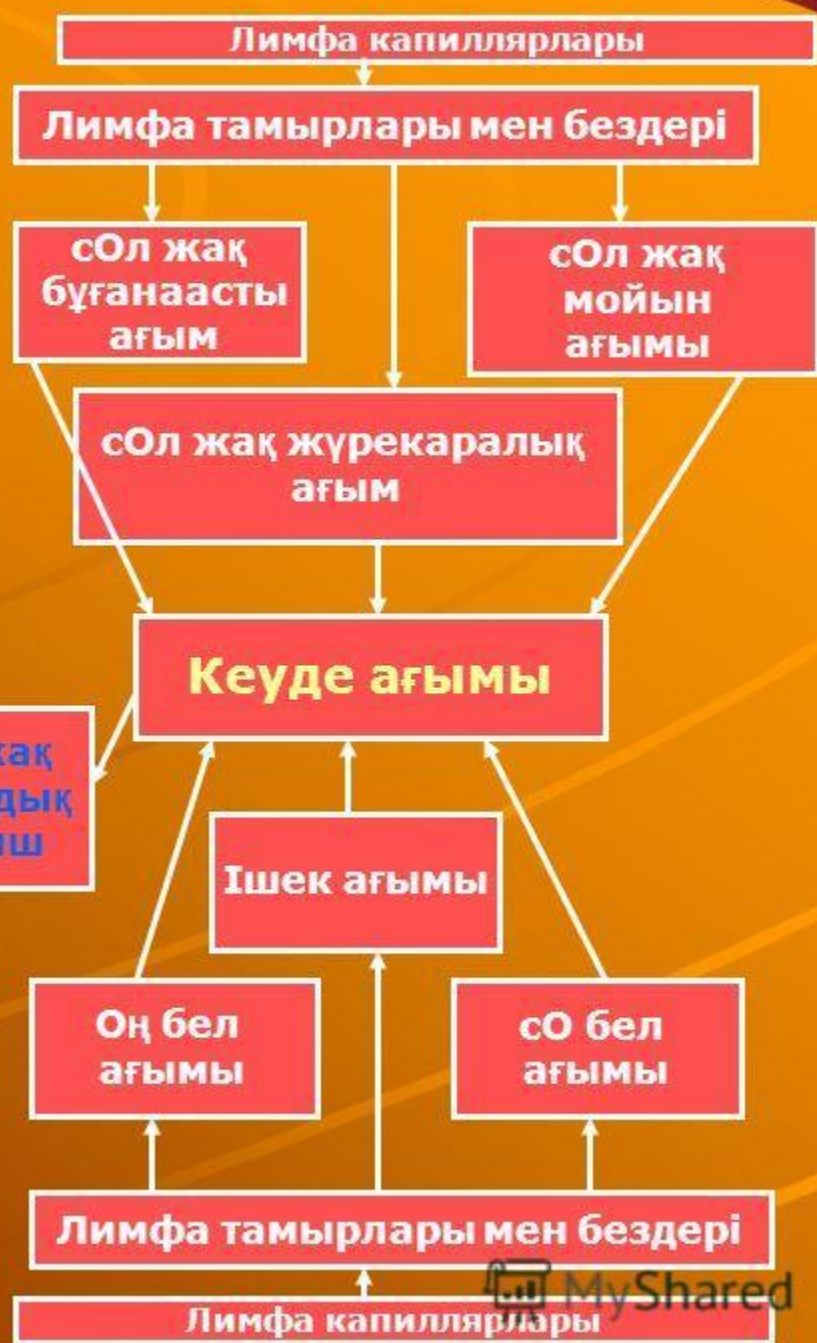 Лимфа капиллярлары
Лимфа тамырлары мен бездері
сОл жақ
бұғанаасты
ағым
сОл жақ
мойын
ағымы
сОл жақ жүрекаралық
ағым
Кеуде ағымы
Ішек ағымы
Оң бел
ағымы
сО бел
ағымы
Лимфа тамырлары мен бездері
Лимфа капиллярлары
MyShared